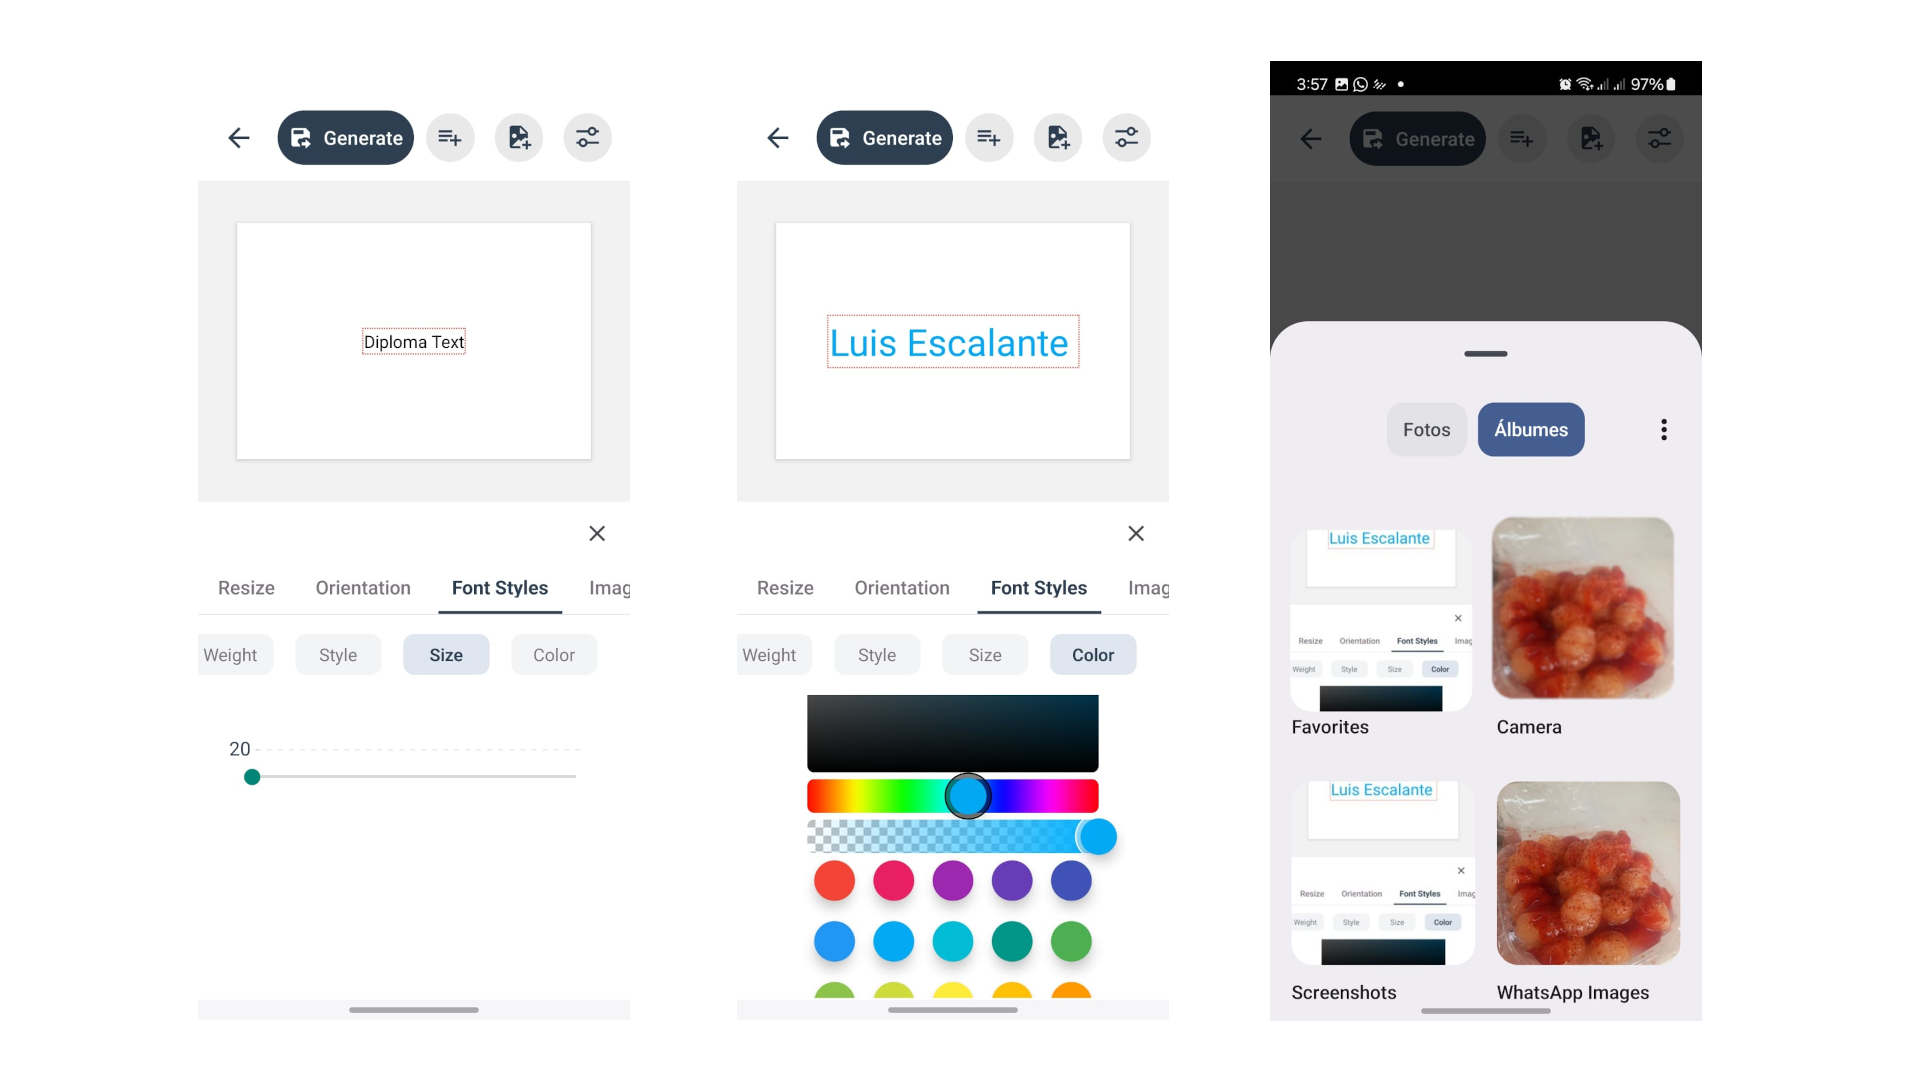 Generate
Diploma Text
Resize Orientation Font Styles Imag
Weight Style Size Color
20
Generate
Luis Escalante
Resize Orientation Font Styles Imag
Weight Style Size Color
3:57 97%
Generate
Fotos Álbumes
Luis Escalante
Resize Orientation Font Styles Imag
Weight Style Size Color
Favorites Camera
Luis Escalante
Resize Orientation Font Styles Imag
Weight Style Size Color
Screenshots WhatsApp Images